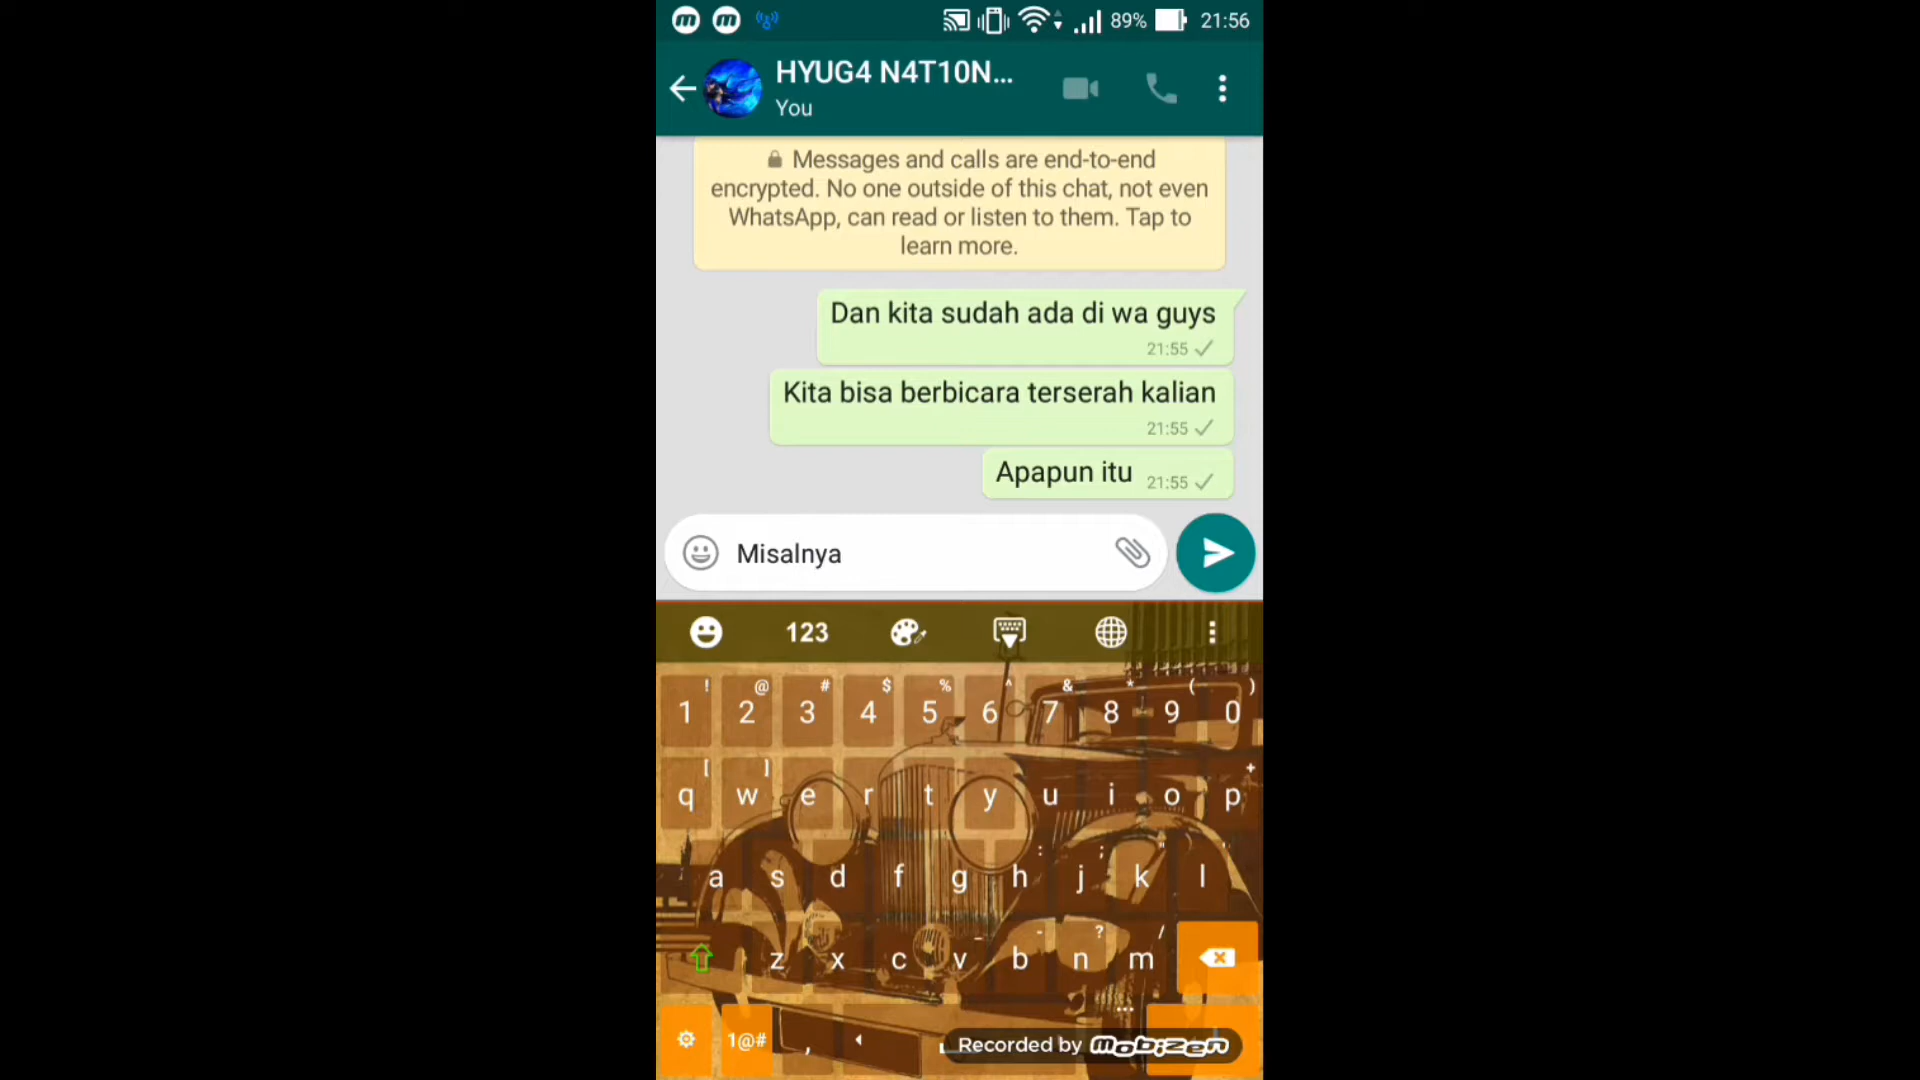 89% 21:56
HYUG4 N4T10N...
You
Messages and calls are end-to-end
encrypted. No one outside of this chat, not even
WhatsApp, can read or listen to them. Tap to
learn more.
Dan kita sudah ada di wa guys
21:55
Kita bisa berbicara terserah kalian
21:55
Apapun itu 21:55
Misalnya
123
! @ # $ % ^ & * ( )
1 2 3 4 5 6 7 8 9 0
[ ] +
q w e r t y u i o p
: ; "
a s d f g h j k l
_ - ? /
z x c v b n m
1@# ,
Recorded by mobizen